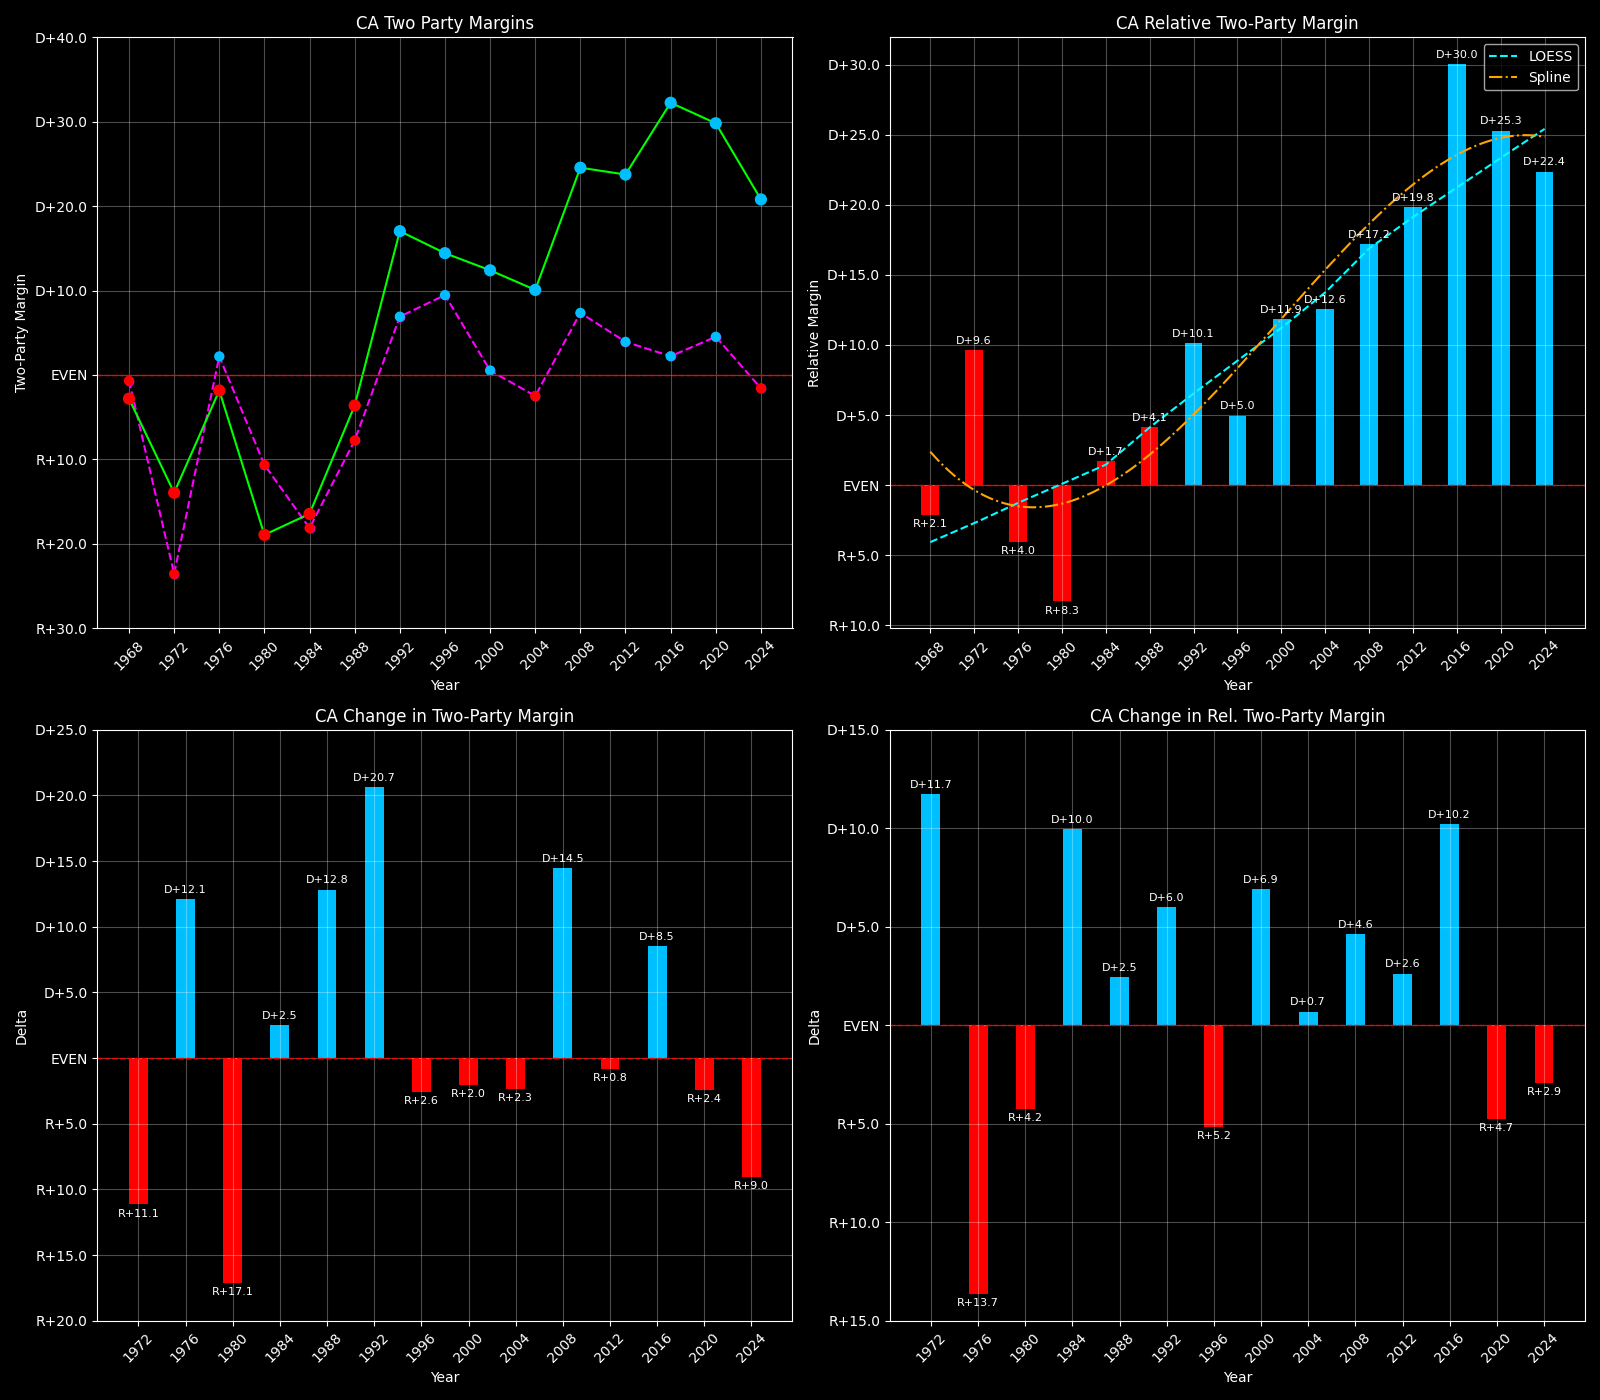 CA Two Party Margins
D+40.0
D+30.0
D+20.0
D+10.0
EVEN
R+10.0
R+20.0
R+30.0
Two-Party Margin
1968
1972
1976
1980
1984
1988
1992
1996
2000
2004
2008
2012
2016
2020
2024
Year
CA Relative Two-Party Margin
D+30.0
D+25.0
D+20.0
D+15.0
D+10.0
D+5.0
EVEN
R+5.0
R+10.0
Relative Margin
LOESS
Spline
R+2.1
D+9.6
R+4.0
R+8.3
D+1.7
D+4.1
D+10.1
D+5.0
D+11.9
D+12.6
D+17.2
D+19.8
D+30.0
D+25.3
D+22.4
1968
1972
1976
1980
1984
1988
1992
1996
2000
2004
2008
2012
2016
2020
2024
Year
CA Change in Two-Party Margin
D+25.0
D+20.0
D+15.0
D+10.0
D+5.0
EVEN
R+5.0
R+10.0
R+15.0
R+20.0
Delta
R+11.1
D+12.1
R+17.1
D+2.5
D+12.8
D+20.7
R+2.6
R+2.0
R+2.3
D+14.5
R+0.8
D+8.5
R+2.4
R+9.0
1972
1976
1980
1984
1988
1992
1996
2000
2004
2008
2012
2016
2020
2024
Year
CA Change in Rel. Two-Party Margin
D+15.0
D+10.0
D+5.0
EVEN
R+5.0
R+10.0
R+15.0
Delta
D+11.7
R+13.7
R+4.2
D+10.0
D+2.5
D+6.0
R+5.2
D+6.9
D+0.7
D+4.6
D+2.6
D+10.2
R+4.7
R+2.9
1972
1976
1980
1984
1988
1992
1996
2000
2004
2008
2012
2016
2020
2024
Year